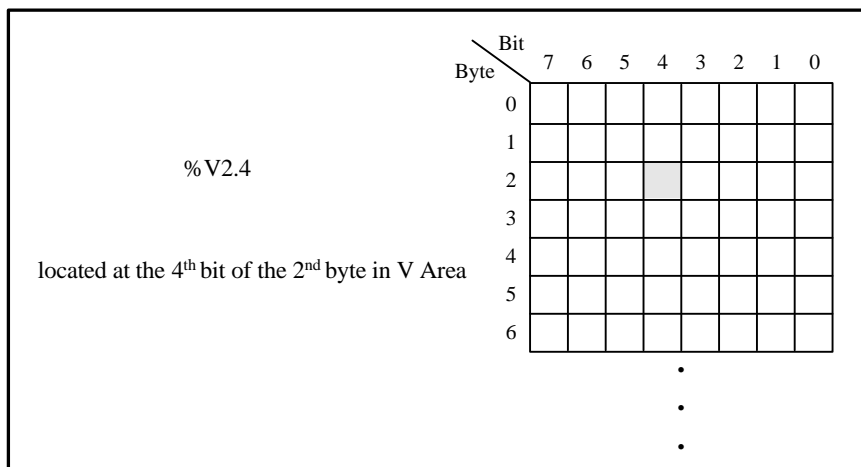 Bit
Byte
7 6 5 4 3 2 1 0
0
1
%V2.4
2
3
located at the 4th bit of the 2nd byte in V Area
4
5
6